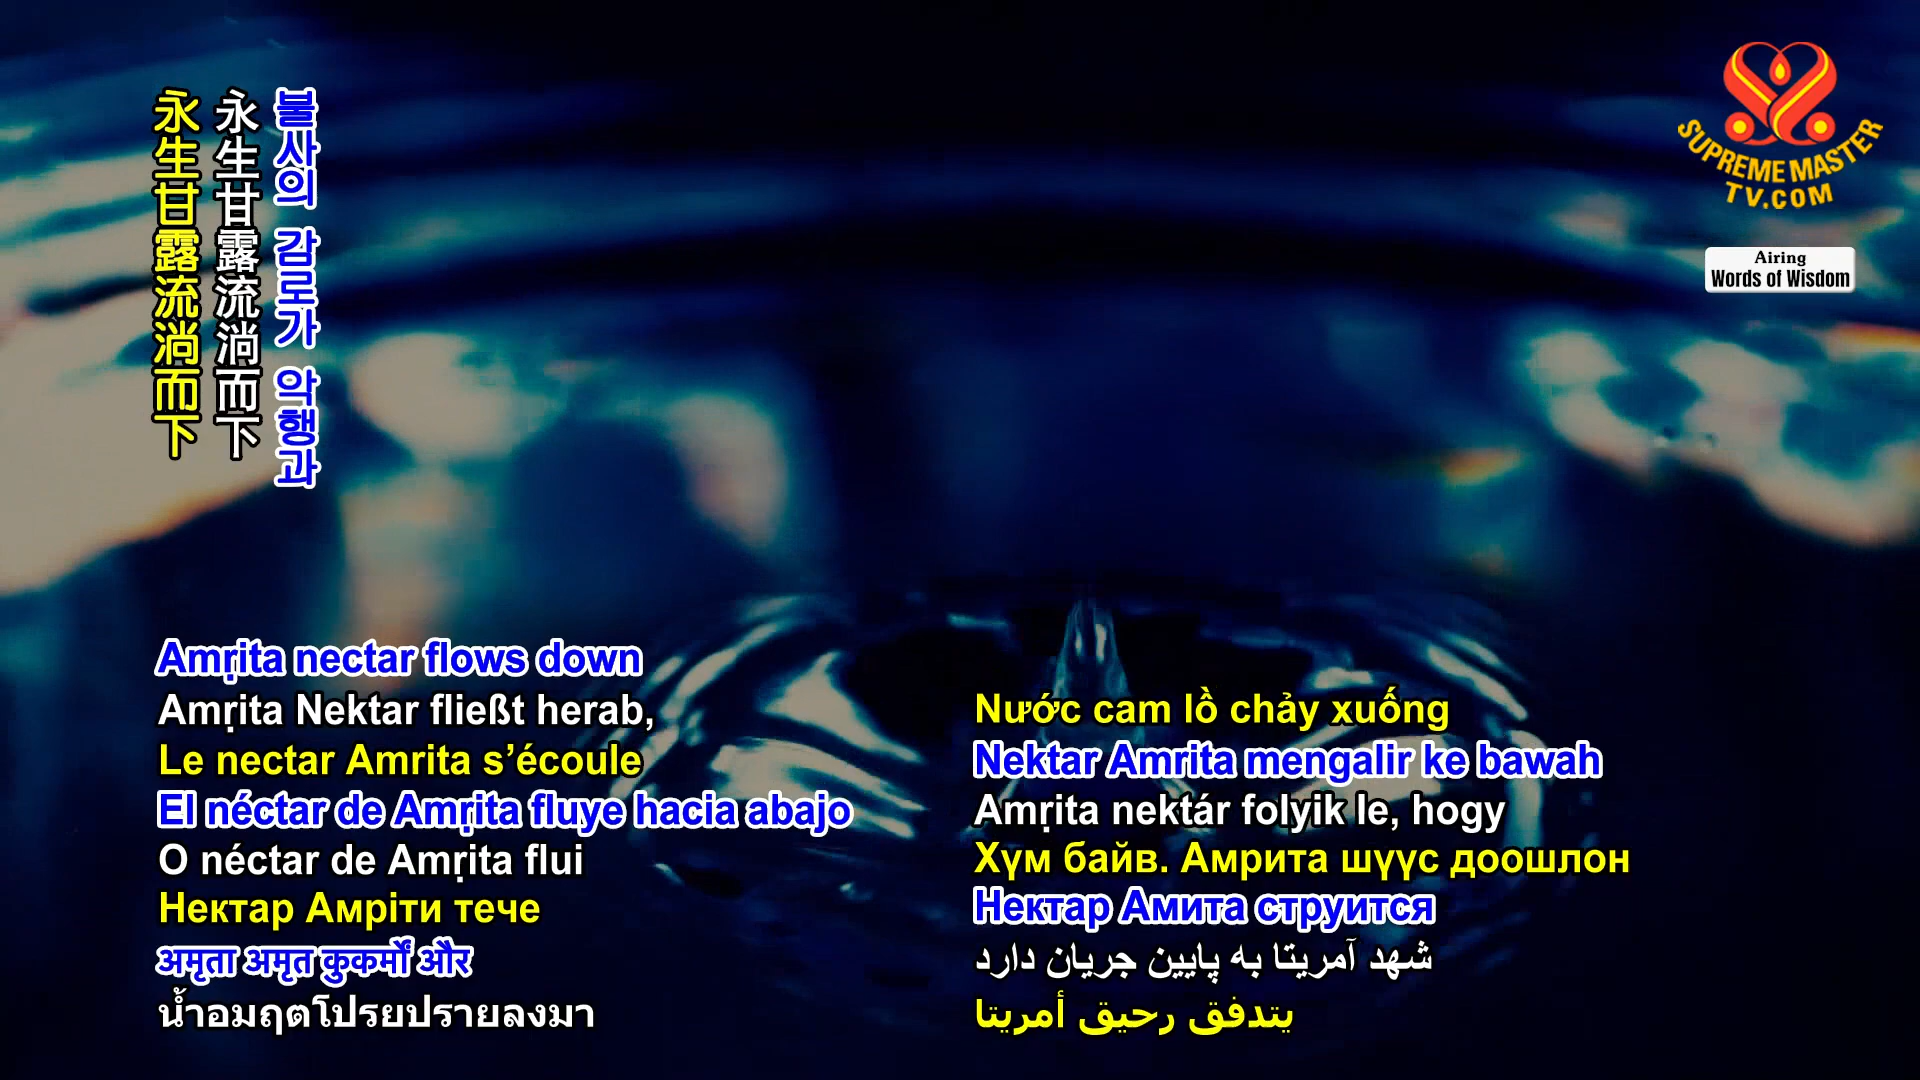 永生甘露流淌而下
永生甘露流淌而下
불사의 감로가 악행과
SUPREME MASTER
TV.COM
Airing
Words of Wisdom
Amṛita nectar flows down
Amṛita Nektar fließt herab,
Le nectar Amrita s’écoule
El néctar de Amṛita fluye hacia abajo
O néctar de Amṛita flui
Нектар Амріти тече
अमृता अमृत कुकर्मों और
น้ำอมฤตโปรยปรายลงมา
Nước cam lồ chảy xuống
Nektar Amrita mengalir ke bawah
Amṛita nektár folyik le, hogy
Хүм байв. Амрита шүүс доошлон
Нектар Амита струится
شهد آمریتا به پایین جریان دارد
يتدفق رحيق أمريتا